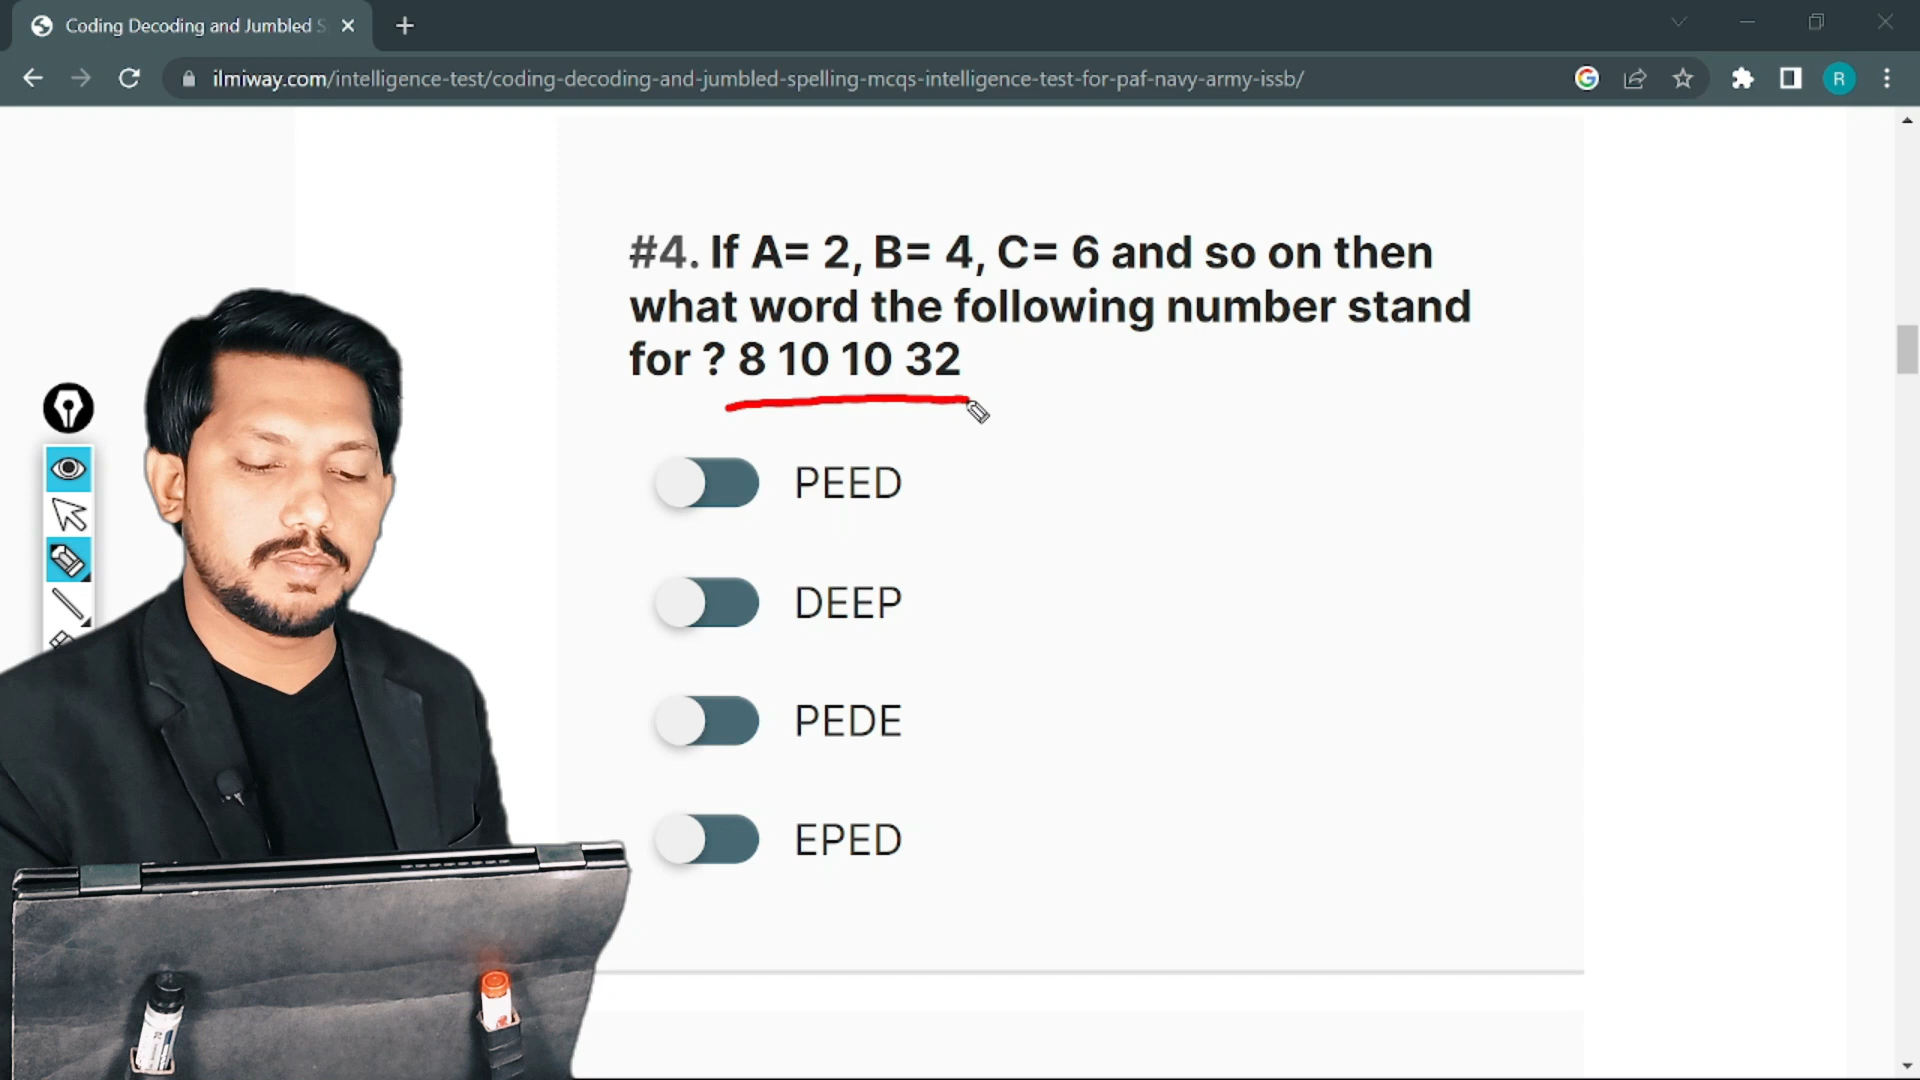 Coding Decoding and Jumbled S
ilmiway.com/intelligence-test/coding-decoding-and-jumbled-spelling-mcqs-intelligence-test-for-paf-navy-army-issb/
R
#4. If A= 2, B= 4, C= 6 and so on then
what word the following number stand
for ? 8 10 10 32
PEED
DEEP
PEDE
EPED